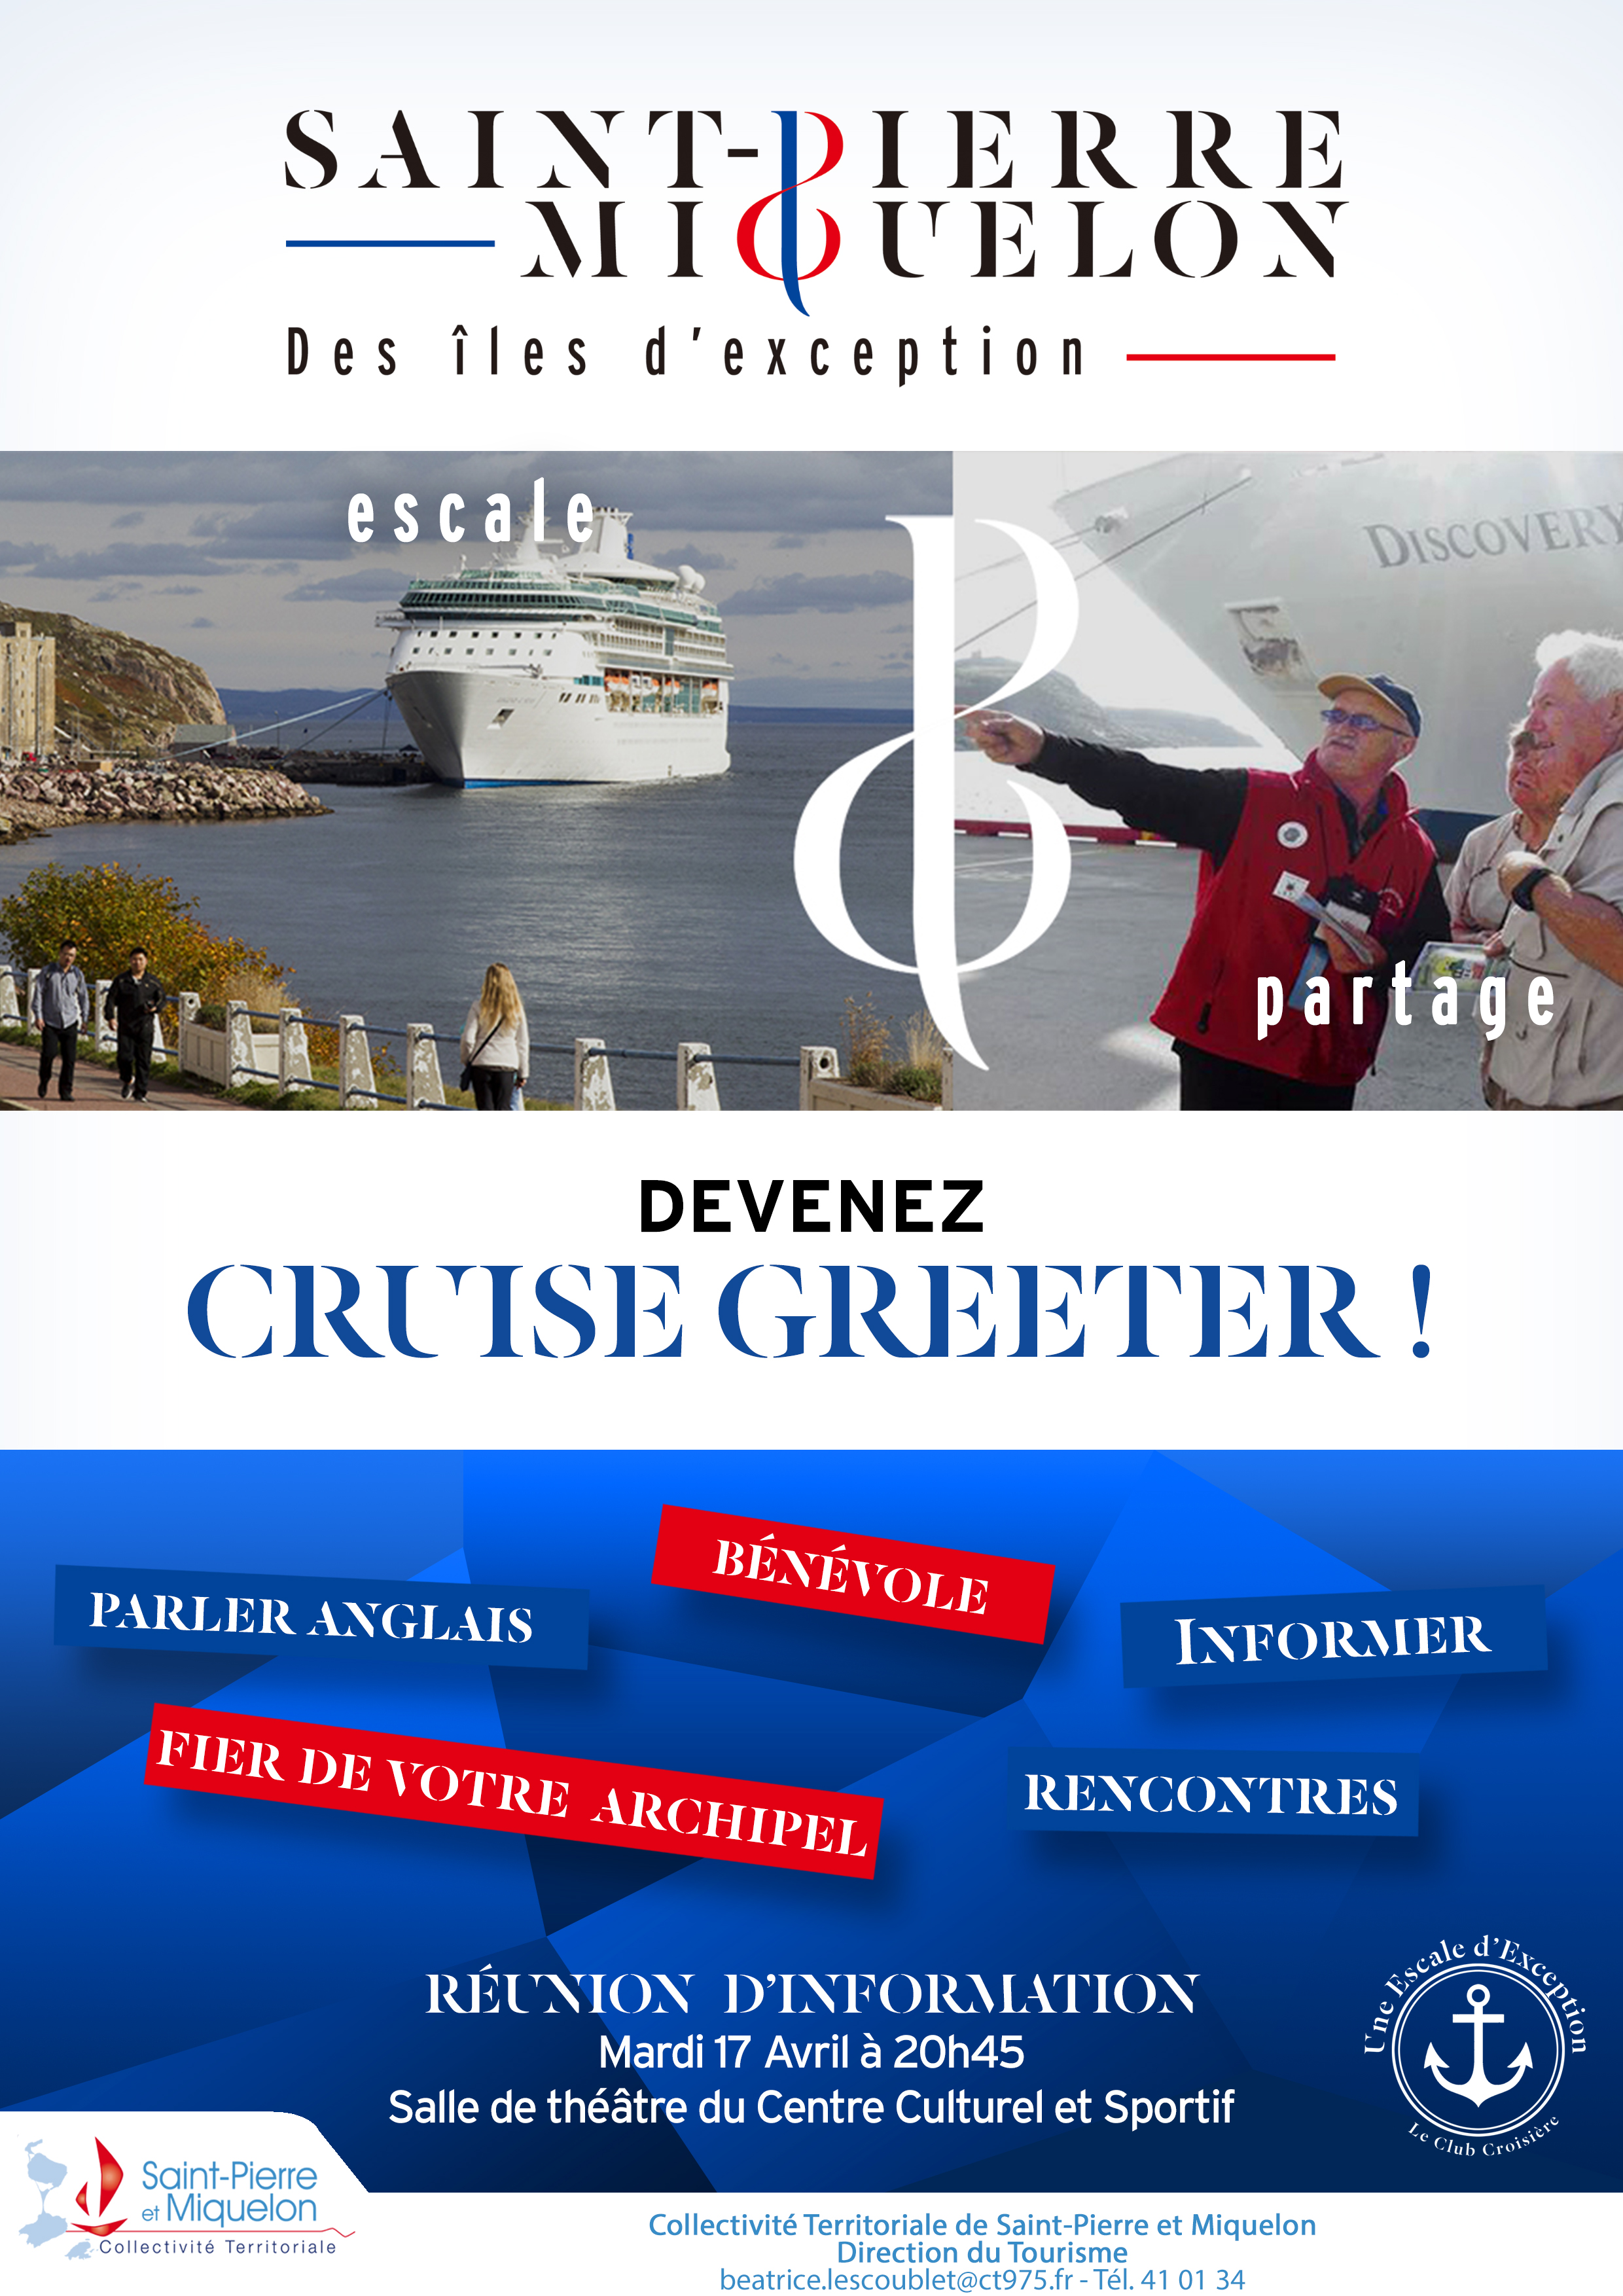 SAINT-PIERRE
MIQUELON
Des îles d'exception
escale
DISCOVERY
partage
DEVENEZ
CRUISE GREETER !
BÉNÉVOLE
PARLER ANGLAIS
INFORMER
FIER DE VOTRE ARCHIPEL
RENCONTRES
RÉUNION D'INFORMATION
Mardi 17 Avril à 20h45
Salle de théâtre du Centre Culturel et Sportif
Une Escale d'Exception
Le Club Croisière
Saint-Pierre
et Miquelon
Collectivité Territoriale
Collectivité Territoriale de Saint-Pierre et Miquelon
Direction du Tourisme
beatrice.lescoublet@ct975.fr - Tél. 41 01 34